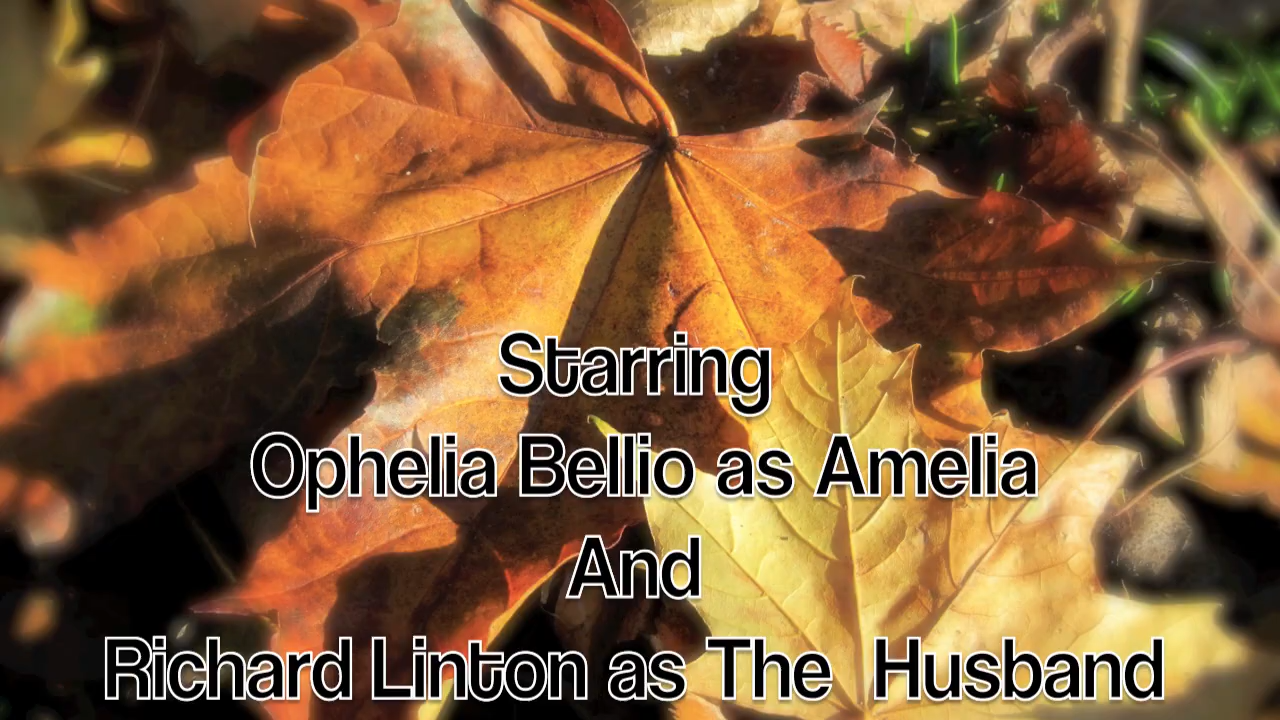 Starring
Ophelia Bellio as Amelia
And
Richard Linton as The  Husband